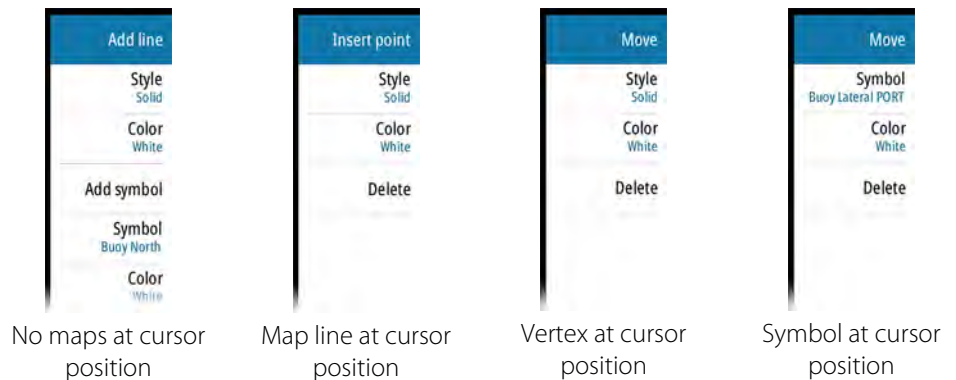 Add line
Style
Solid
Color
White
Add symbol
Symbol
Buoy North
Color
White
No maps at cursor
position
Insert point
Style
Solid
Color
White
Delete
Map line at cursor
position
Move
Style
Solid
Color
White
Delete
Vertex at cursor
position
Move
Symbol
Buoy Lateral PORT
Color
White
Delete
Symbol at cursor
position